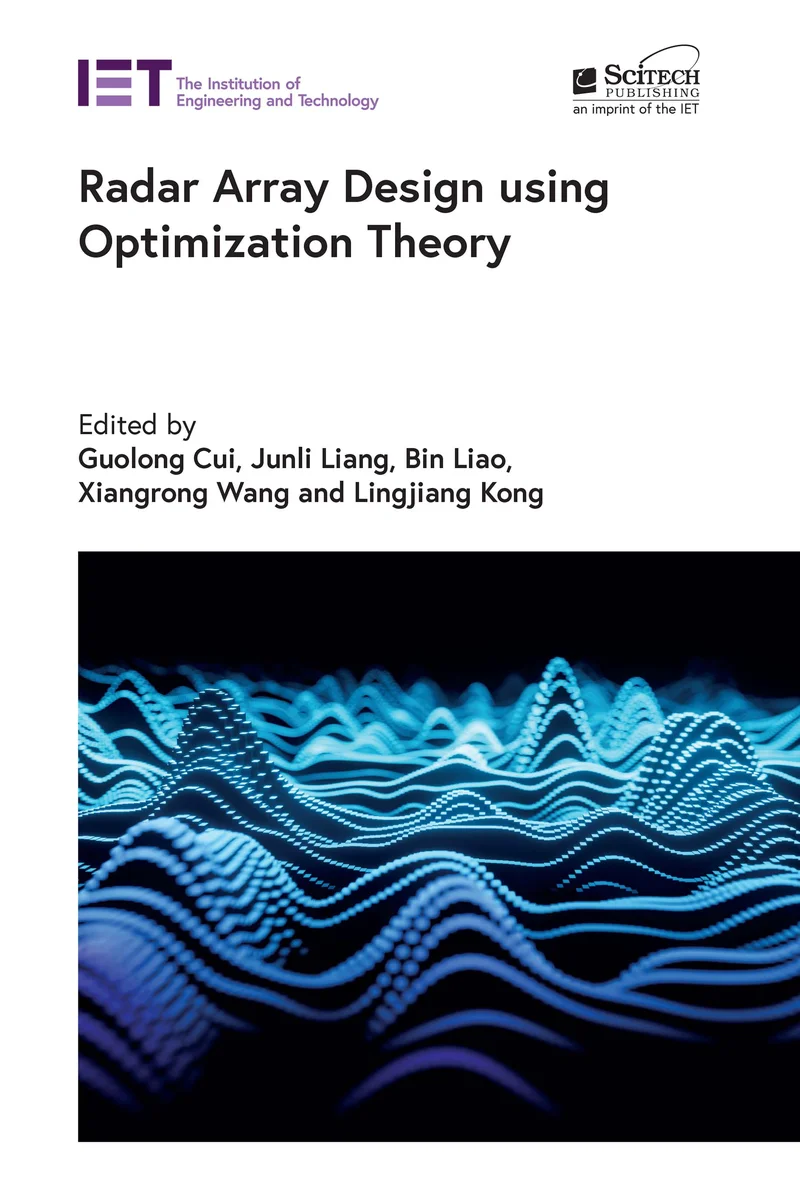 IET The Institution of
Engineering and Technology
SCITECH
PUBLISHING
an imprint of the IET
Radar Array Design using
Optimization Theory
Edited by
Guolong Cui, Junli Liang, Bin Liao,
Xiangrong Wang and Lingjiang Kong